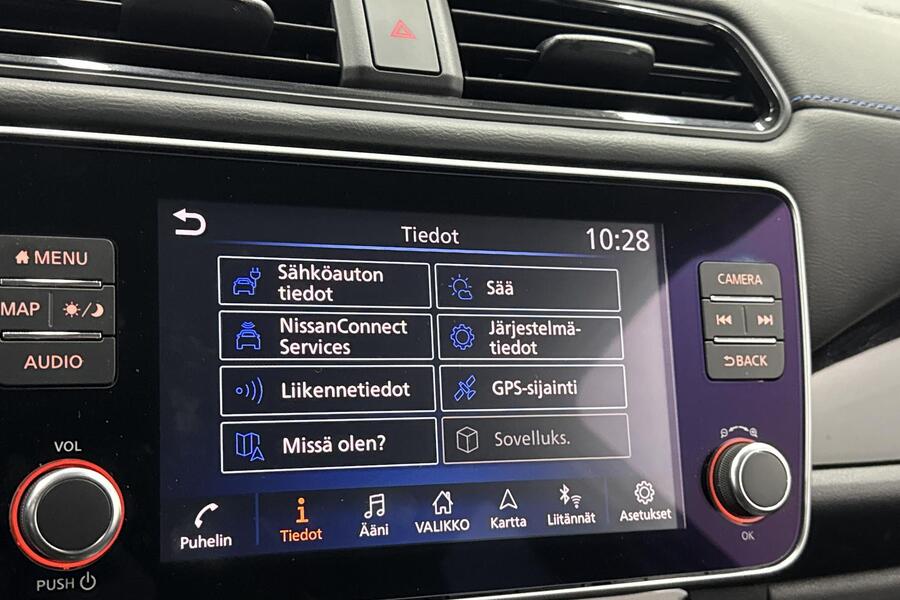 Tiedot
10:28
MENU
MAP
AUDIO
VOL
PUSH
Sähköauton
tiedot
Sää
NissanConnect
Services
Järjestelmä-
tiedot
Liikennetiedot
GPS-sijainti
Missä olen?
Sovelluks.
Puhelin
Tiedot
Ääni
VALIKKO
Kartta
Liitännät
Asetukset
CAMERA
BACK
OK